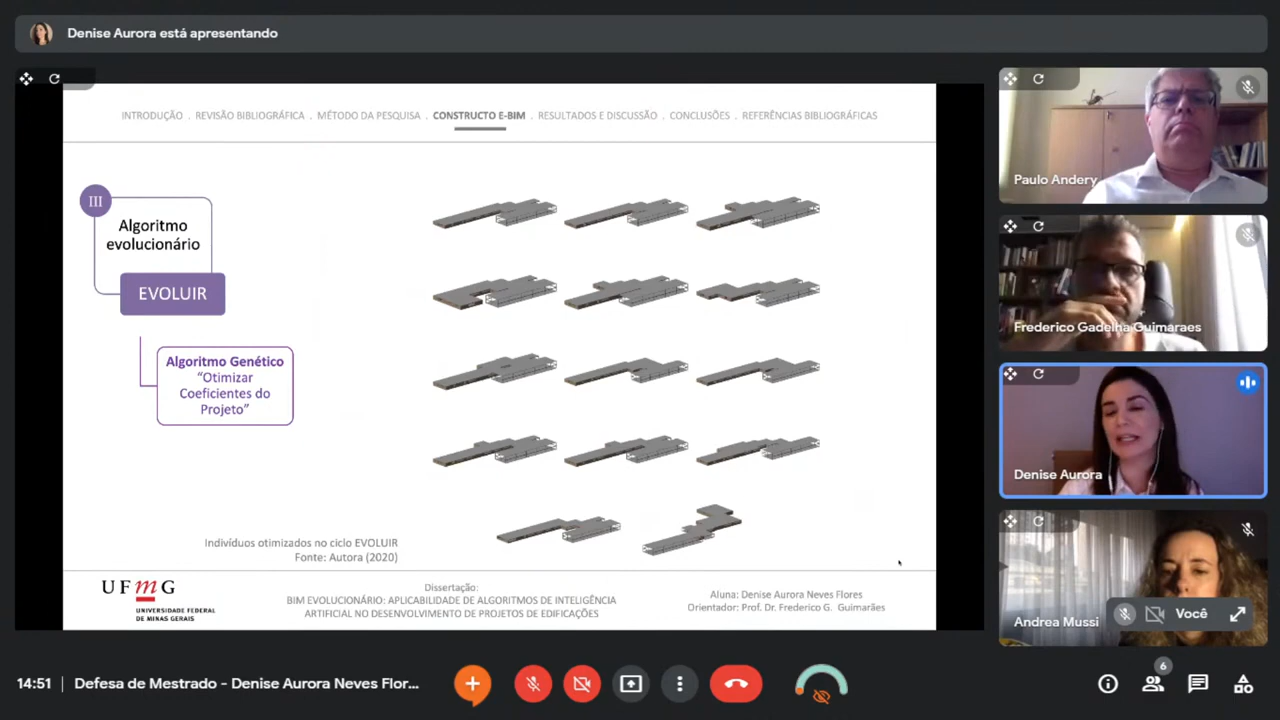 Denise Aurora está apresentando
INTRODUÇÃO . REVISÃO BIBLIOGRÁFICA . MÉTODO DA PESQUISA . CONSTRUCTO E-BIM . RESULTADOS E DISCUSSÃO . CONCLUSÕES . REFERÊNCIAS BIBLIOGRÁFICAS
III
Algoritmo
evolucionário
EVOLUIR
Algoritmo Genético
“Otimizar
Coeficientes do
Projeto”
Indivíduos otimizados no ciclo EVOLUIR
Fonte: Autora (2020)
UFmG
UNIVERSIDADE FEDERAL
DE MINAS GERAIS
Dissertação:
BIM EVOLUCIONÁRIO: APLICABILIDADE DE ALGORITMOS DE INTELIGÊNCIA
ARTIFICIAL NO DESENVOLVIMENTO DE PROJETOS DE EDIFICAÇÕES
Aluna: Denise Aurora Neves Flores
Orientador: Prof. Dr. Frederico G. Guimarães
Paulo Andery
Frederico Gadelha Guimaraes
Denise Aurora
Andrea Mussi
Você
14:51 | Defesa de Mestrado - Denise Aurora Neves Flor...
6